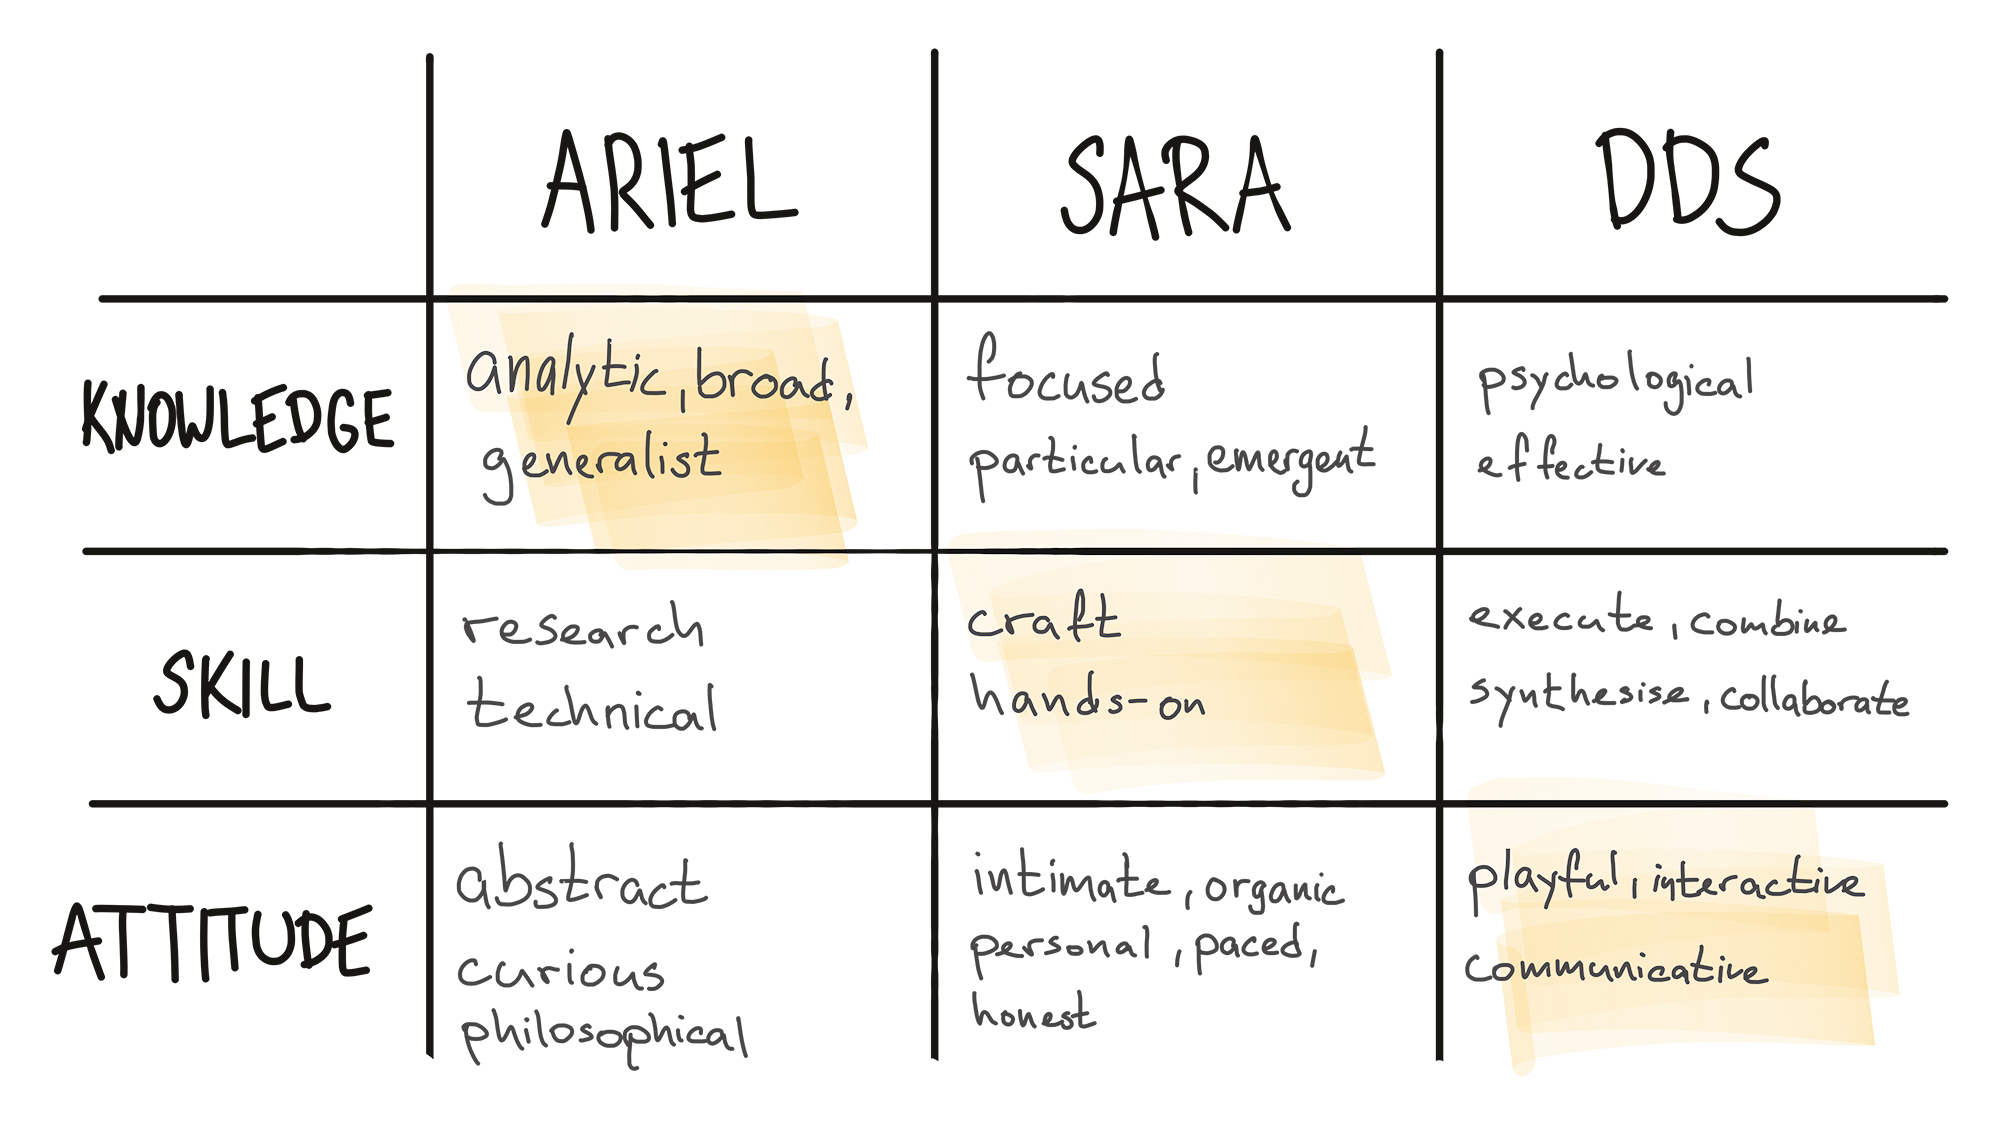 ARIEL SARA DDS
KNOWLEDGE
analytic, broad,
generalist
focused
particular, emergent
psychological
effective
SKILL
research
technical
craft
hands-on
execute, combine
synthesise, collaborate
ATTITUDE
abstract
curious
philosophical
intimate, organic
personal, paced,
honest
playful, interactive
communicative